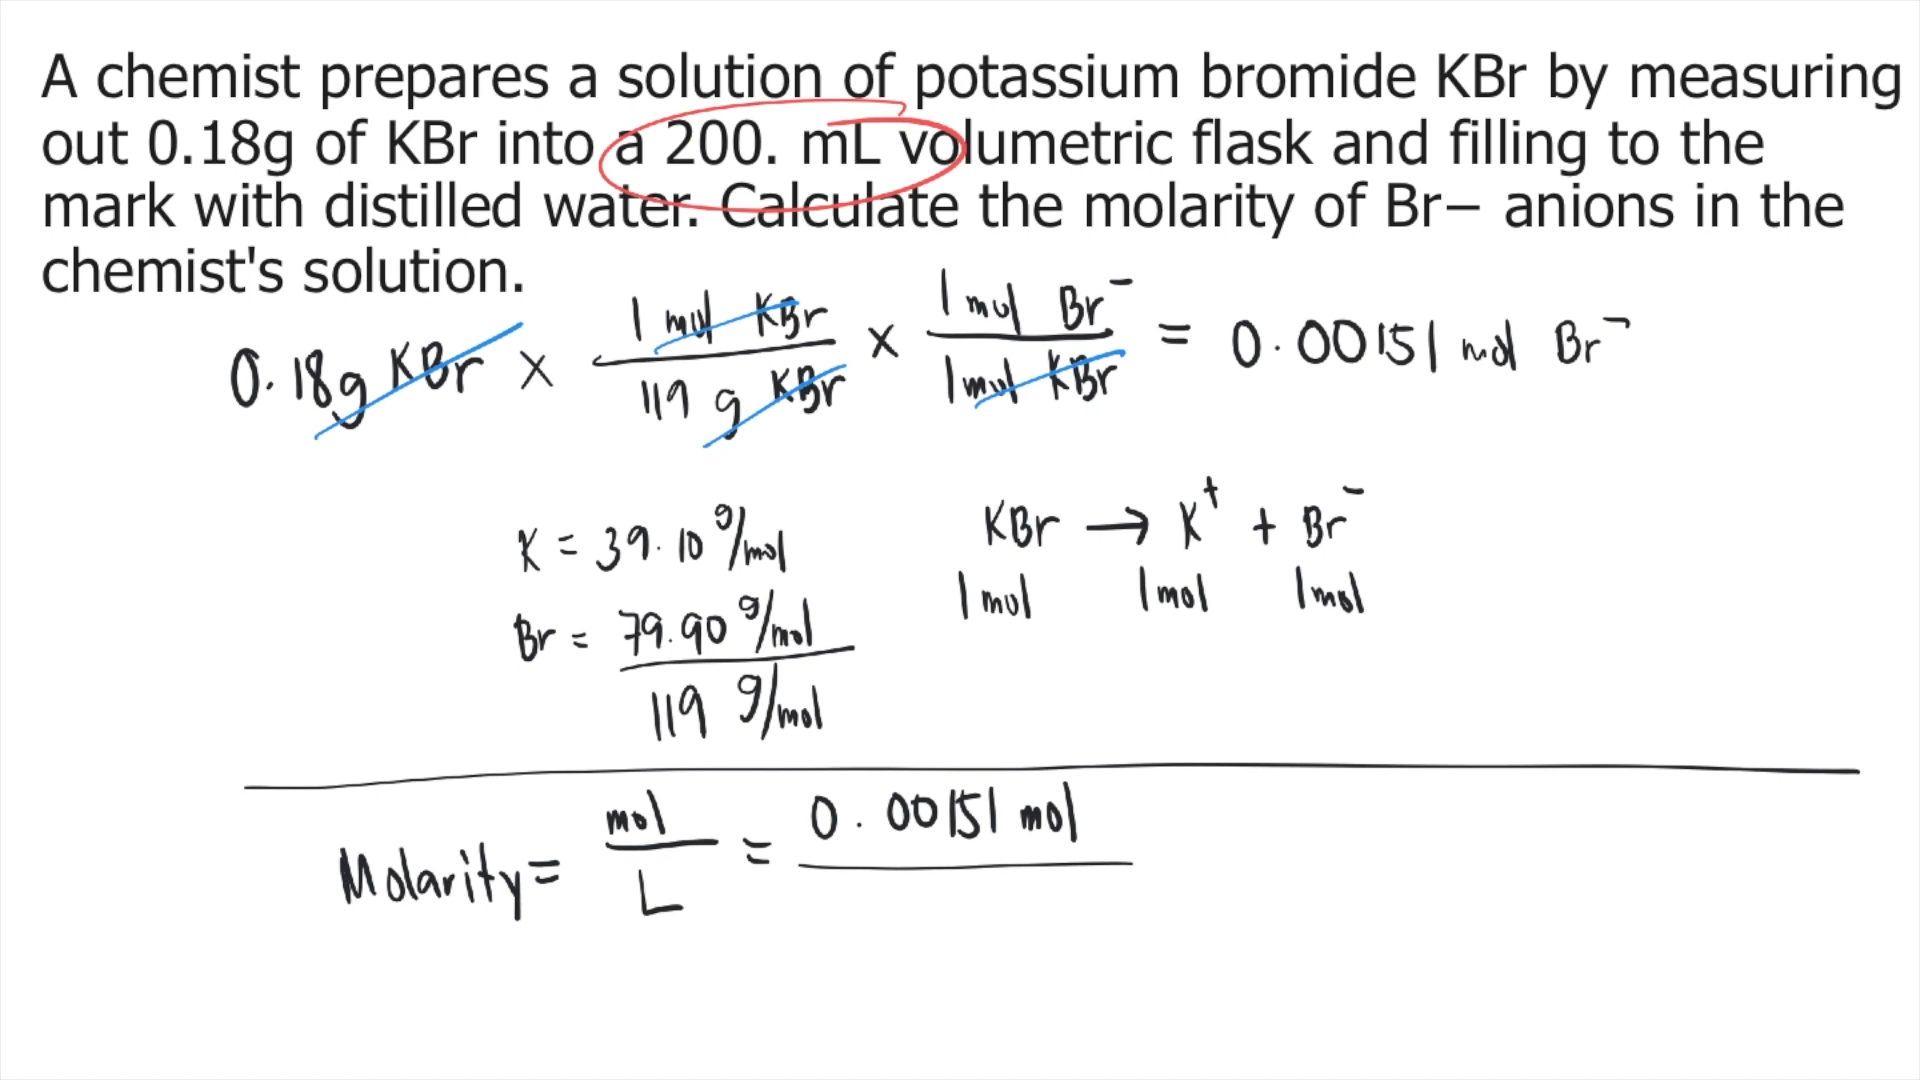 A chemist prepares a solution of potassium bromide KBr by measuring
out 0.18g of KBr into a 200. mL volumetric flask and filling to the
mark with distilled water. Calculate the molarity of Br− anions in the
chemist's solution.
0.18g KBr × 1 mol KBr / 119 g KBr × 1 mol Br⁻ / 1 mol KBr = 0.00151 mol Br⁻
K = 39.10 g/mol
Br = 79.90 g/mol
119 g/mol
KBr → K⁺ + Br⁻
1 mol 1 mol 1 mol
Molarity = mol / L = 0.00151 mol